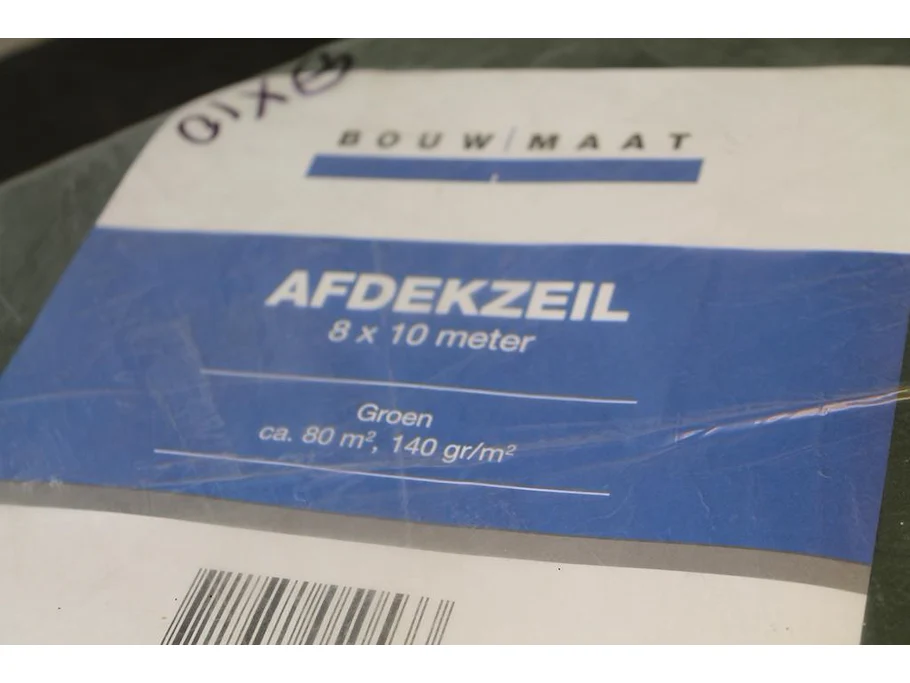 BOUW/MAAT
AFDEKZEIL
8 x 10 meter
Groen
ca. 80 m², 140 gr/m²